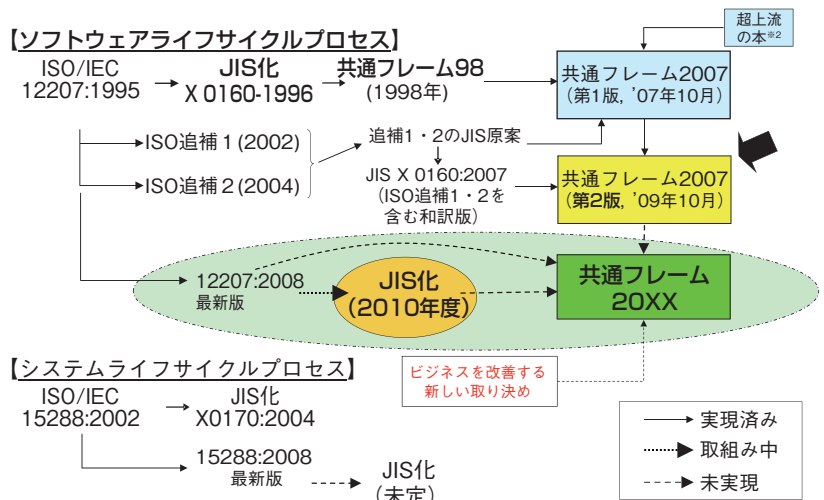 超上流
の本※2
【ソフトウェアライフサイクルプロセス】
ISO/IEC
12207:1995
JIS化
X 0160-1996
共通フレーム98
(1998年)
共通フレーム2007
(第1版, '07年10月)
ISO追補1(2002)
ISO追補2(2004)
追補1・2のJIS原案
JIS X 0160:2007
(ISO追補1・2を
含む和訳版)
共通フレーム2007
(第2版, '09年10月)
12207:2008
最新版
JIS化
(2010年度)
共通フレーム
20XX
ビジネスを改善する
新しい取り決め
【システムライフサイクルプロセス】
ISO/IEC
15288:2002
JIS化
X0170:2004
15288:2008
最新版
JIS化
(未定)
実現済み
取組み中
未実現